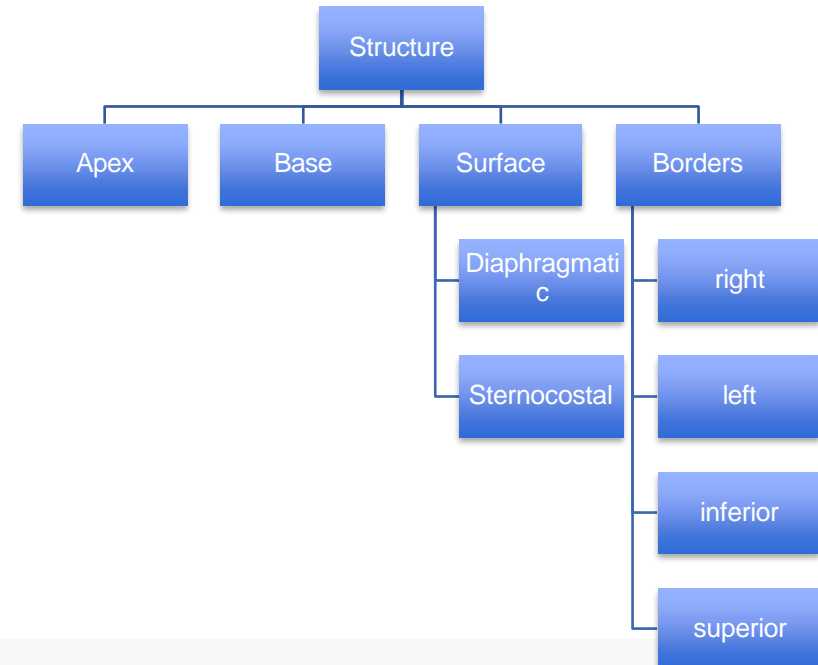 Structure
Apex
Base
Surface
Borders
Diaphragmati
c
Sternocostal
right
left
inferior
superior